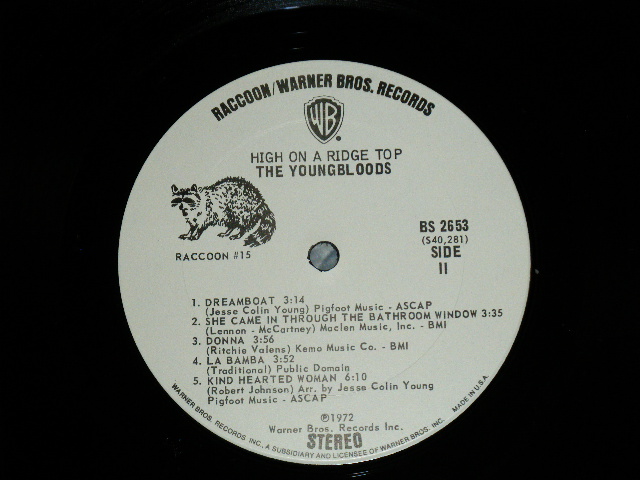 RACCOON/WARNER BROS. RECORDS
WB
HIGH ON A RIDGE TOP
THE YOUNGBLOODS
RACCOON #15
BS 2653
(S40,281)
SIDE
II
1. DREAMBOAT 3:14
(Jesse Colin Young) Pigfoot Music - ASCAP
2. SHE CAME IN THROUGH THE BATHROOM WINDOW 3:35
(Lennon - McCartney) Maclen Music, Inc. - BMI
3. DONNA 3:56
(Ritchie Valens) Kemo Music Co. - BMI
4. LA BAMBA 3:52
(Traditional) Public Domain
5. KIND HEARTED WOMAN 6:10
(Robert Johnson) Arr. by Jesse Colin Young
Pigfoot Music - ASCAP
℗1972
Warner Bros. Records Inc.
STEREO
WARNER BROS. RECORDS INC., A SUBSIDIARY AND LICENSEE OF WARNER BROS. INC. MADE IN U.S.A.